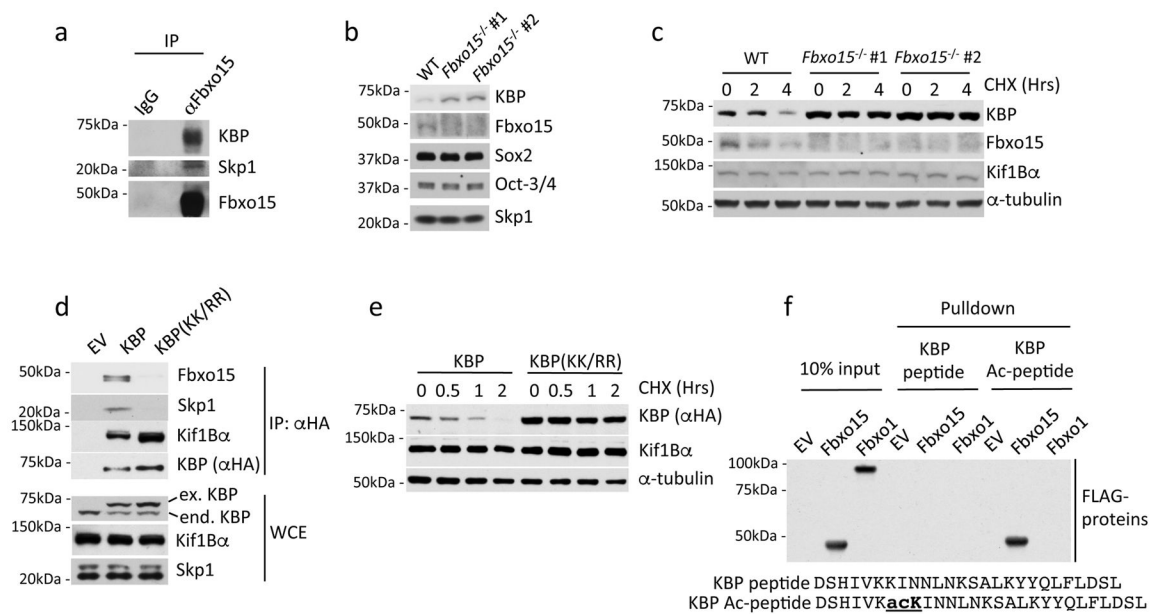 a
IP
IgG
αFbxo15
75kDa
KBP
20kDa
Skp1
50kDa
Fbxo15
b
WT
Fbxo15-/- #1
Fbxo15-/- #2
75kDa
KBP
50kDa
Fbxo15
37kDa
Sox2
37kDa
Oct-3/4
20kDa
Skp1
c
WT Fbxo15-/- #1 Fbxo15-/- #2
0 2 4 0 2 4 0 2 4 CHX (Hrs)
75kDa
KBP
50kDa
Fbxo15
150kDa
Kif1Bα
50kDa
α-tubulin
d
EV
KBP
KBP(KK/RR)
50kDa
Fbxo15
20kDa
Skp1
150kDa
Kif1Bα
75kDa
KBP (αHA)
IP: αHA
75kDa
ex. KBP
end. KBP
150kDa
Kif1Bα
20kDa
Skp1
WCE
e
KBP KBP(KK/RR)
0 0.5 1 2 0 0.5 1 2 CHX (Hrs)
75kDa
KBP (αHA)
150kDa
Kif1Bα
50kDa
α-tubulin
f
Pulldown
10% input
KBP
peptide
KBP
Ac-peptide
EV
Fbxo15
Fbxo1
EV
Fbxo15
Fbxo1
EV
Fbxo15
Fbxo1
100kDa
75kDa
50kDa
FLAG-
proteins
KBP peptide DSHIVKKINNLNKSALKYYQLFLDSL
KBP Ac-peptide DSHIVKacKINNLNKSALKYYQLFLDSL